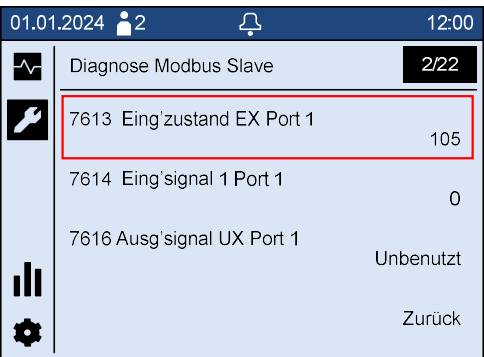 01.01.2024 2 12:00
Diagnose Modbus Slave 2/22
7613 Eing'zustand EX Port 1
105
7614 Eing'signal 1 Port 1
0
7616 Ausg'signal UX Port 1
Unbenutzt
Zurück